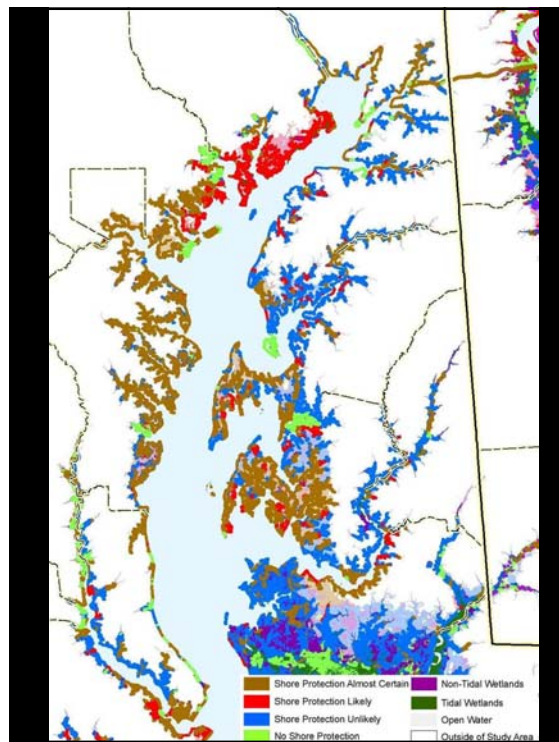 Shore Protection Almost Certain
Shore Protection Likely
Shore Protection Unlikely
No Shore Protection
Non-Tidal Wetlands
Tidal Wetlands
Open Water
Outside of Study Area